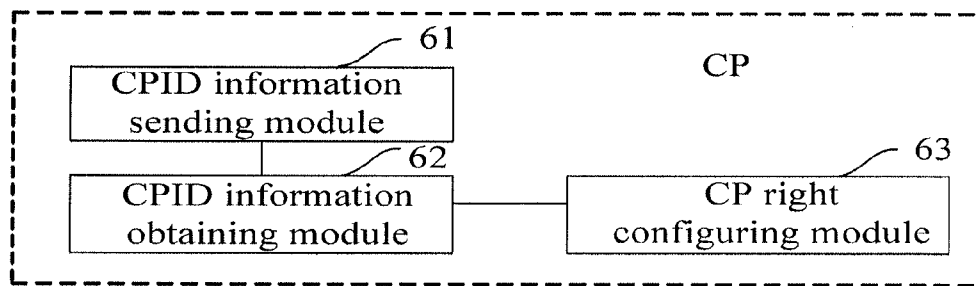 61
CP
CPID information
sending module
62
63
CPID information
obtaining module
CP right
configuring module